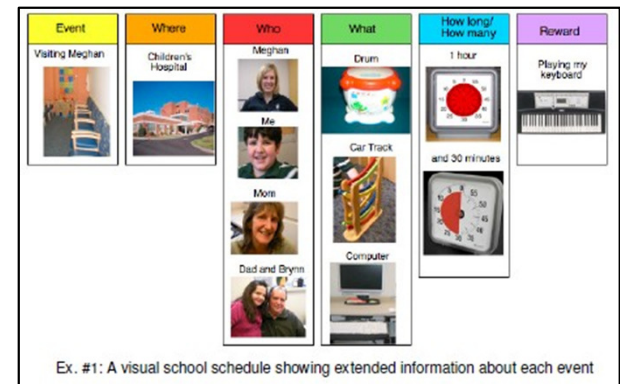 Event
Visiting Meghan
Where
Children's
Hospital
Who
Meghan
Me
Mom
Dad and Brynn
What
Drum
Car Track
Computer
How long/
How many
1 hour
and 30 minutes
Reward
Playing my
keyboard
Ex. #1: A visual school schedule showing extended information about each event